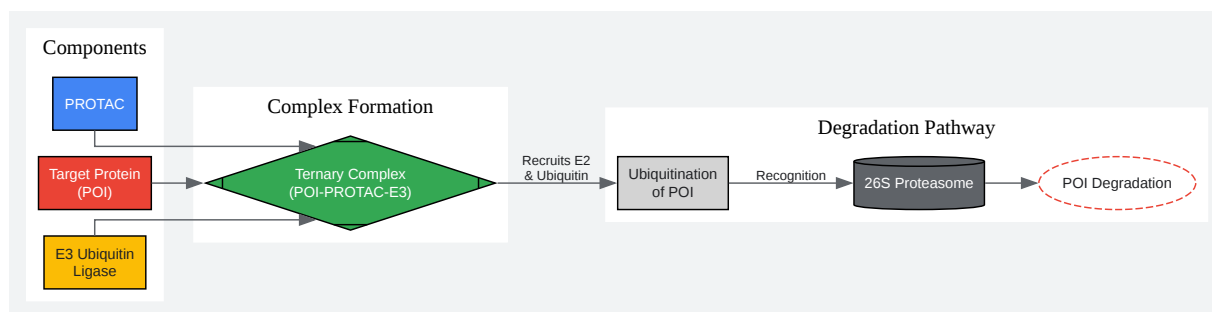 Components
PROTAC
Target Protein
(POI)
E3 Ubiquitin
Ligase
Complex Formation
Ternary Complex
(POI-PROTAC-E3)
Recruits E2
& Ubiquitin
Degradation Pathway
Ubiquitination
of POI
Recognition
26S Proteasome
POI Degradation